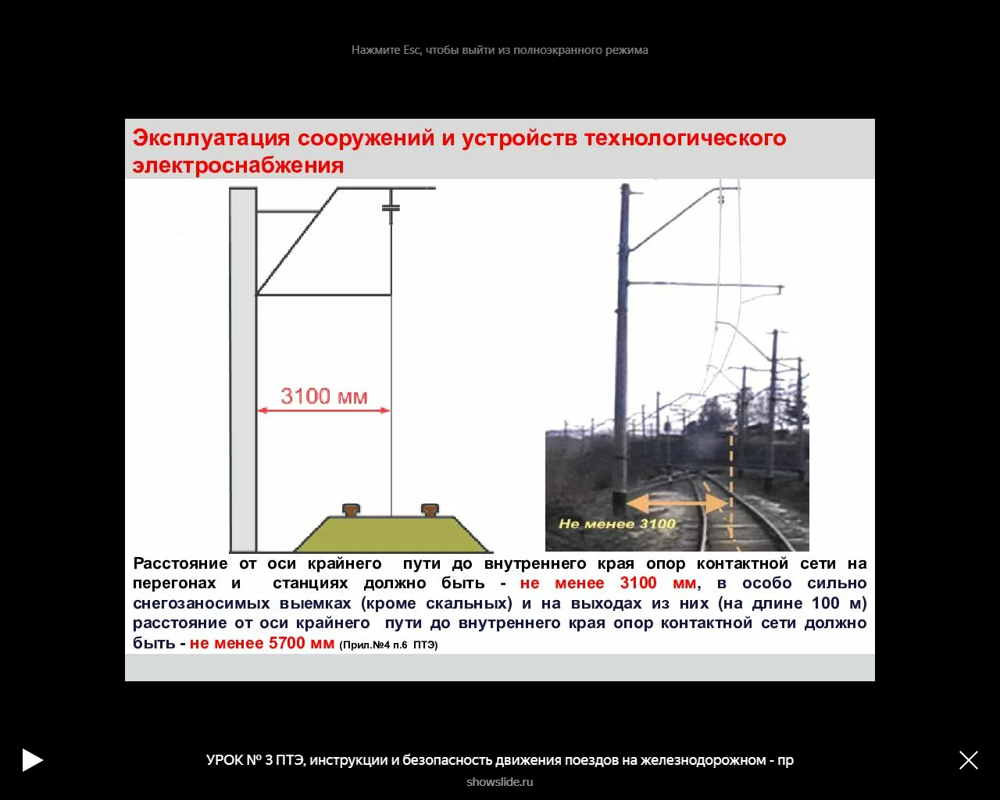 Нажмите Esc, чтобы выйти из полноэкранного режима
Эксплуатация сооружений и устройств технологического
электроснабжения
3100 мм
Не менее 3100
Расстояние от оси крайнего пути до внутреннего края опор контактной сети на
перегонах и станциях должно быть - не менее 3100 мм, в особо сильно
снегозаносимых выемках (кроме скальных) и на выходах из них (на длине 100 м)
расстояние от оси крайнего пути до внутреннего края опор контактной сети должно
быть - не менее 5700 мм (Прил.№4 п.6 ПТЭ)
УРОК № 3 ПТЭ, инструкции и безопасность движения поездов на железнодорожном - пр
showslide.ru